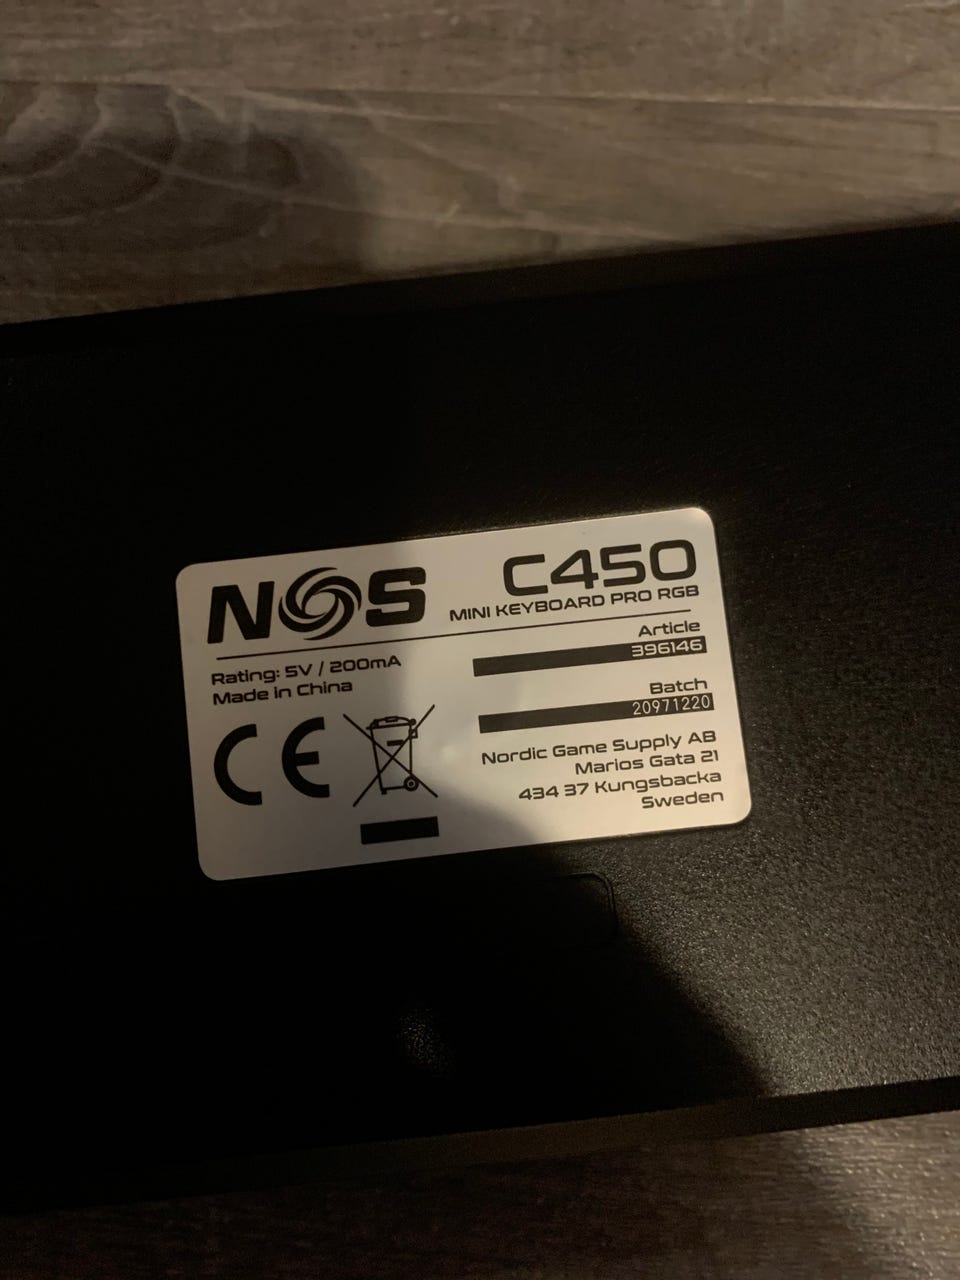 NOS
C450
MINI KEYBOARD PRO RGB
Rating: 5V / 200mA
Made in China
CE
Article
396146
Batch
20971220
Nordic Game Supply AB
Marios Gata 21
434 37 Kungsbacka
Sweden